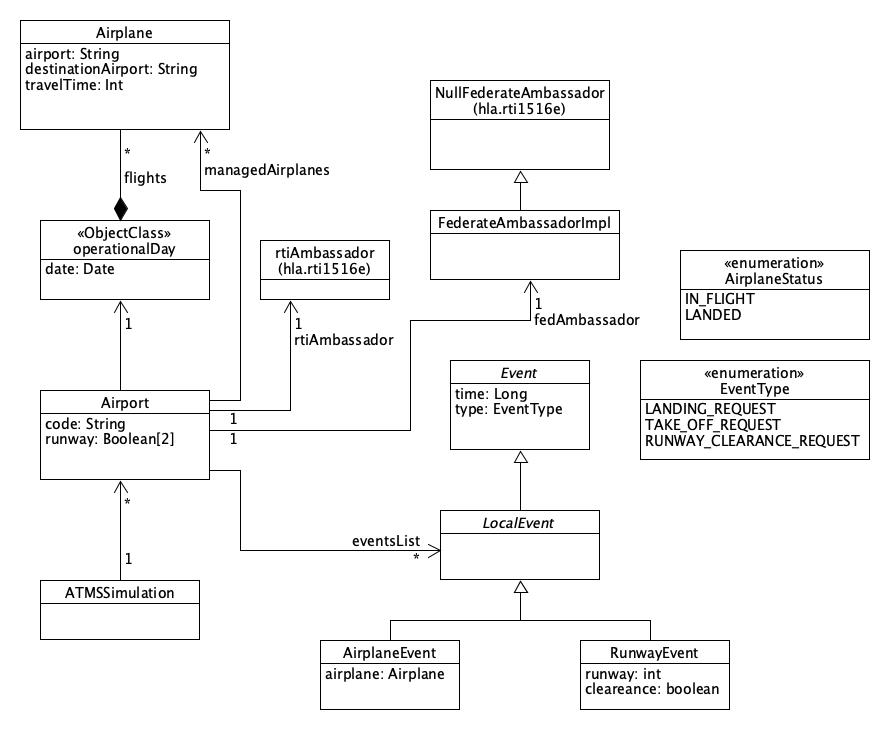 Airplane
airport: String
destinationAirport: String
travelTime: Int
*
flights
*
managedAirplanes
NullFederateAmbassador
(hla.rti1516e)
FederateAmbassadorImpl
«ObjectClass»
operationalDay
date: Date
rtiAmbassador
(hla.rti1516e)
«enumeration»
AirplaneStatus
IN_FLIGHT
LANDED
1
1
rtiAmbassador
1
fedAmbassador
Event
time: Long
type: EventType
«enumeration»
EventType
LANDING_REQUEST
TAKE_OFF_REQUEST
RUNWAY_CLEARANCE_REQUEST
Airport
code: String
runway: Boolean[2]
1
1
*
1
eventsList
*
LocalEvent
ATMSSimulation
AirplaneEvent
airplane: Airplane
RunwayEvent
runway: int
cleareance: boolean